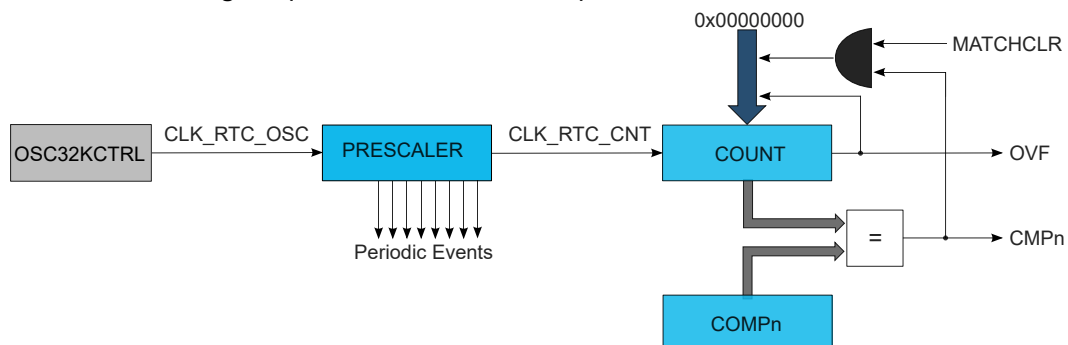 0x00000000
MATCHCLR
OSC32KCTRL
CLK_RTC_OSC
PRESCALER
CLK_RTC_CNT
COUNT
OVF
Periodic Events
=
CMPn
COMPn